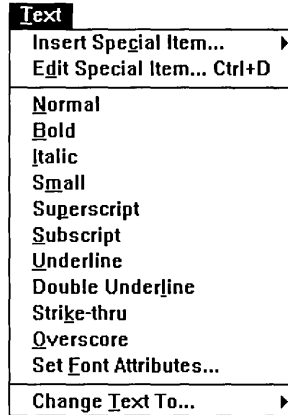 Text
Insert Special Item...
Edit Special Item... Ctrl+D
Normal
Bold
Italic
Small
Superscript
Subscript
Underline
Double Underline
Strike-thru
Overscore
Set Font Attributes...
Change Text To...